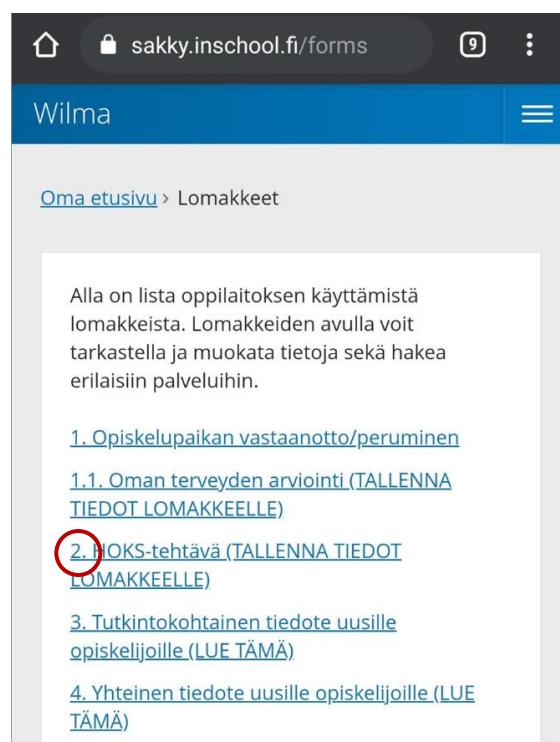 sakky.inschool.fi/forms
9
Wilma
Oma etusivu > Lomakkeet
Alla on lista oppilaitoksen käyttämistä
lomakkeista. Lomakkeiden avulla voit
tarkastella ja muokata tietoja sekä hakea
erilaisiin palveluihin.
1. Opiskelupaikan vastaanotto/peruminen
1.1. Oman terveyden arviointi (TALLENNA
TIEDOT LOMAKKEELLE)
2. HOKS-tehtävä (TALLENNA TIEDOT
LOMAKKEELLE)
3. Tutkintokohtainen tiedote uusille
opiskelijoille (LUE TÄMÄ)
4. Yhteinen tiedote uusille opiskelijoille (LUE
TÄMÄ)